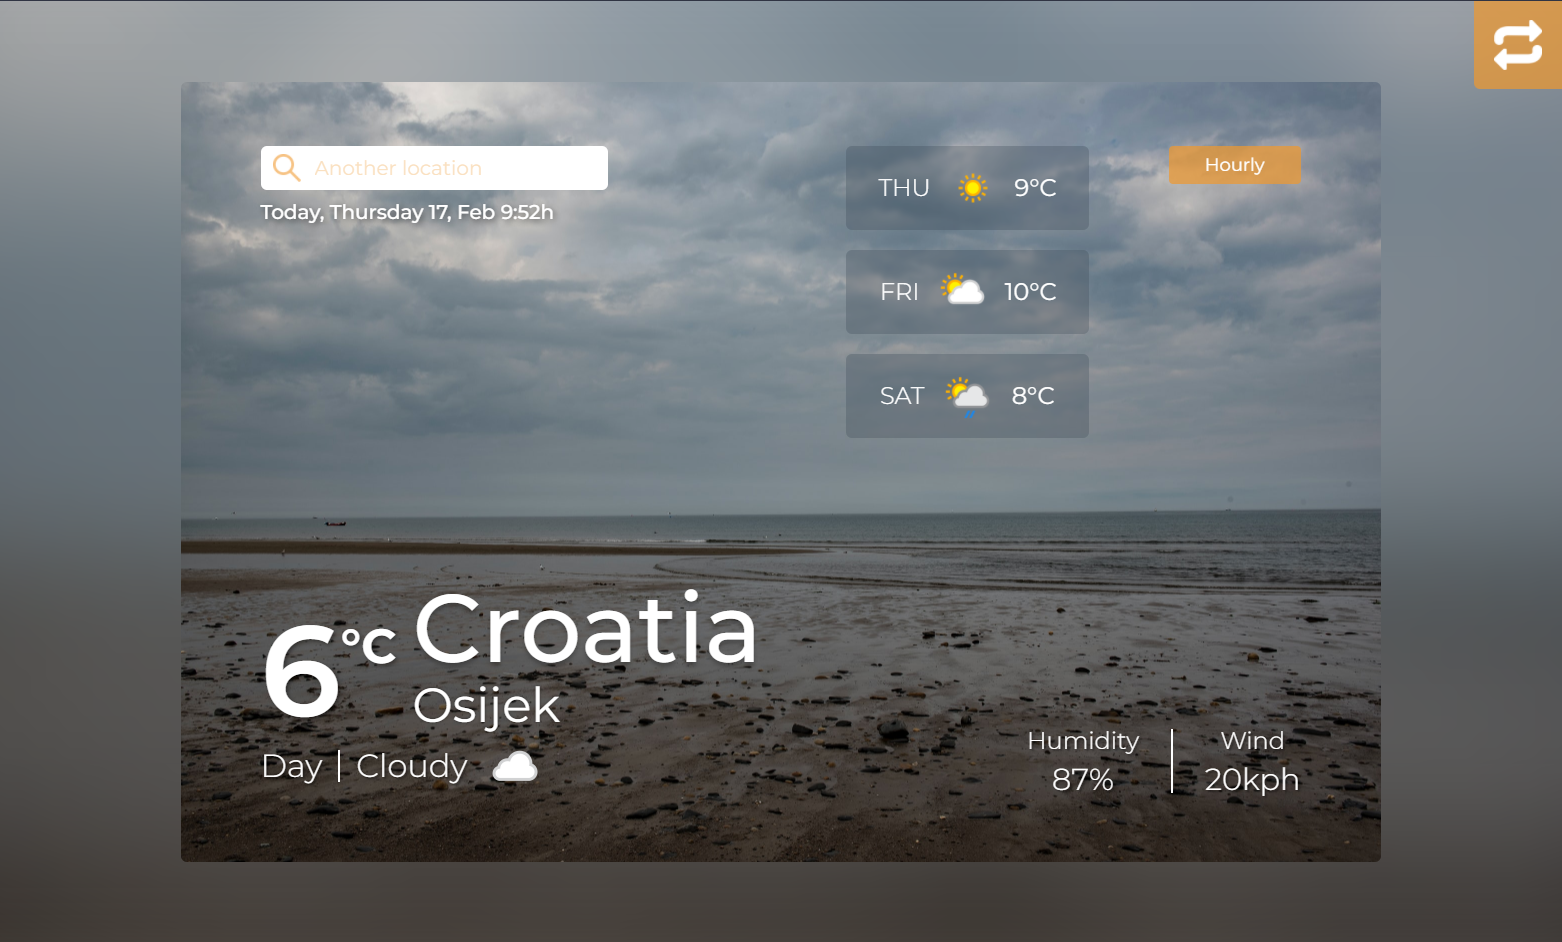 Another location
Today, Thursday 17, Feb 9:52h
THU 9°C
FRI 10°C
SAT 8°C
Hourly
6°C
Croatia
Osijek
Day | Cloudy
Humidity
87%
Wind
20kph